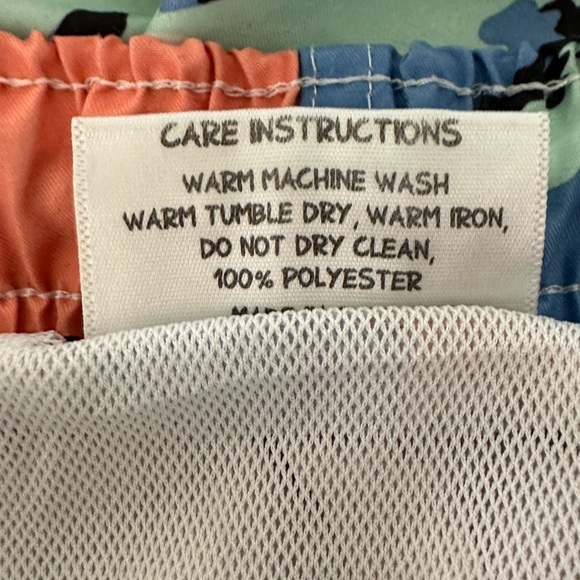 CARE INSTRUCTIONS
WARM MACHINE WASH
WARM TUMBLE DRY, WARM IRON,
DO NOT DRY CLEAN,
100% POLYESTER